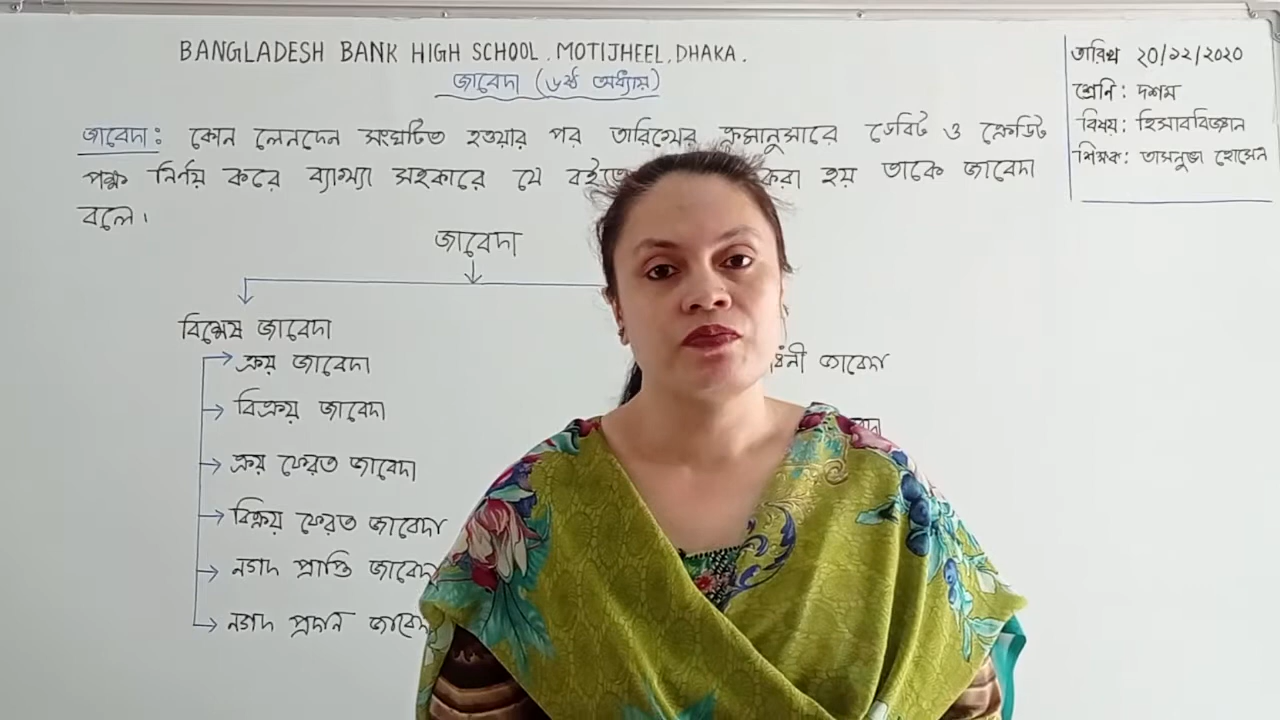 BANGLADESH BANK HIGH SCHOOL, MOTIJHEEL, DHAKA.
জাবেদা (৬ষ্ঠ অধ্যায়)
তারিখ ২০/১২/২০২০
শ্রেনি: দশম
বিষয়: হিসাববিজ্ঞান
শিক্ষক: তাসনুভা হোসেন
জাবেদা: কোন লেনদেন সংঘটিত হওয়ার পর তারিখের ক্রমানুসারে ডেবিট ও ক্রেডিট
পক্ষ নির্নয় করে ব্যাখ্যা সহকারে যে বইতে করা হয় তাকে জাবেদা
বলে।
জাবেদা
বিশেষ জাবেদা
ক্রয় জাবেদা
বিক্রয় জাবেদা
ক্রয় ফেরত জাবেদা
বিক্রয় ফেরত জাবেদা
নগদ প্রাপ্তি জাবেদা
নগদ প্রদান জাবেদা
জাবেদা